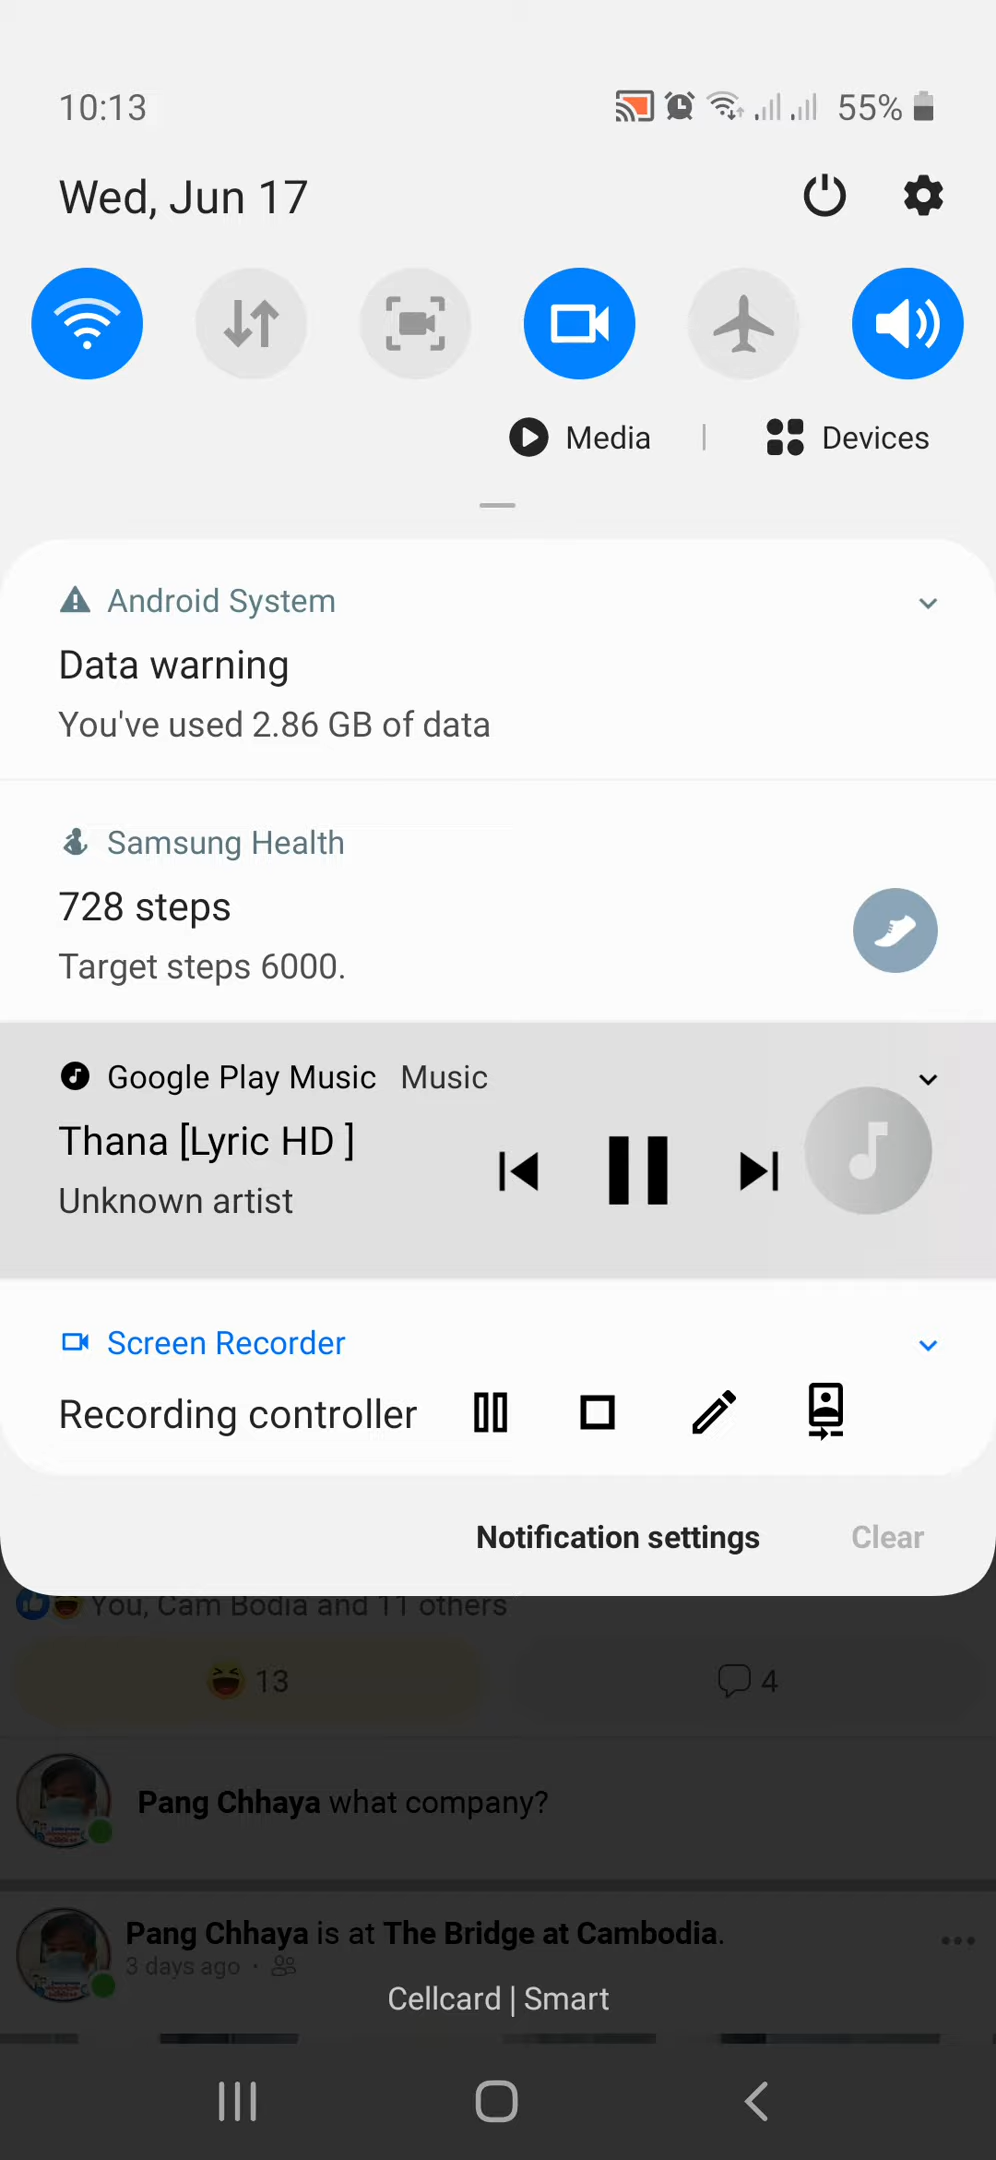 10:13 55%
Wed, Jun 17
Media | Devices
Android System
Data warning
You've used 2.86 GB of data
Samsung Health
728 steps
Target steps 6000.
Google Play Music Music
Thana [Lyric HD ]
Unknown artist
Screen Recorder
Recording controller
Notification settings Clear
You, Cam Bodia and 11 others
13 4
Pang Chhaya what company?
Pang Chhaya is at The Bridge at Cambodia.
3 days ago ·
Cellcard | Smart